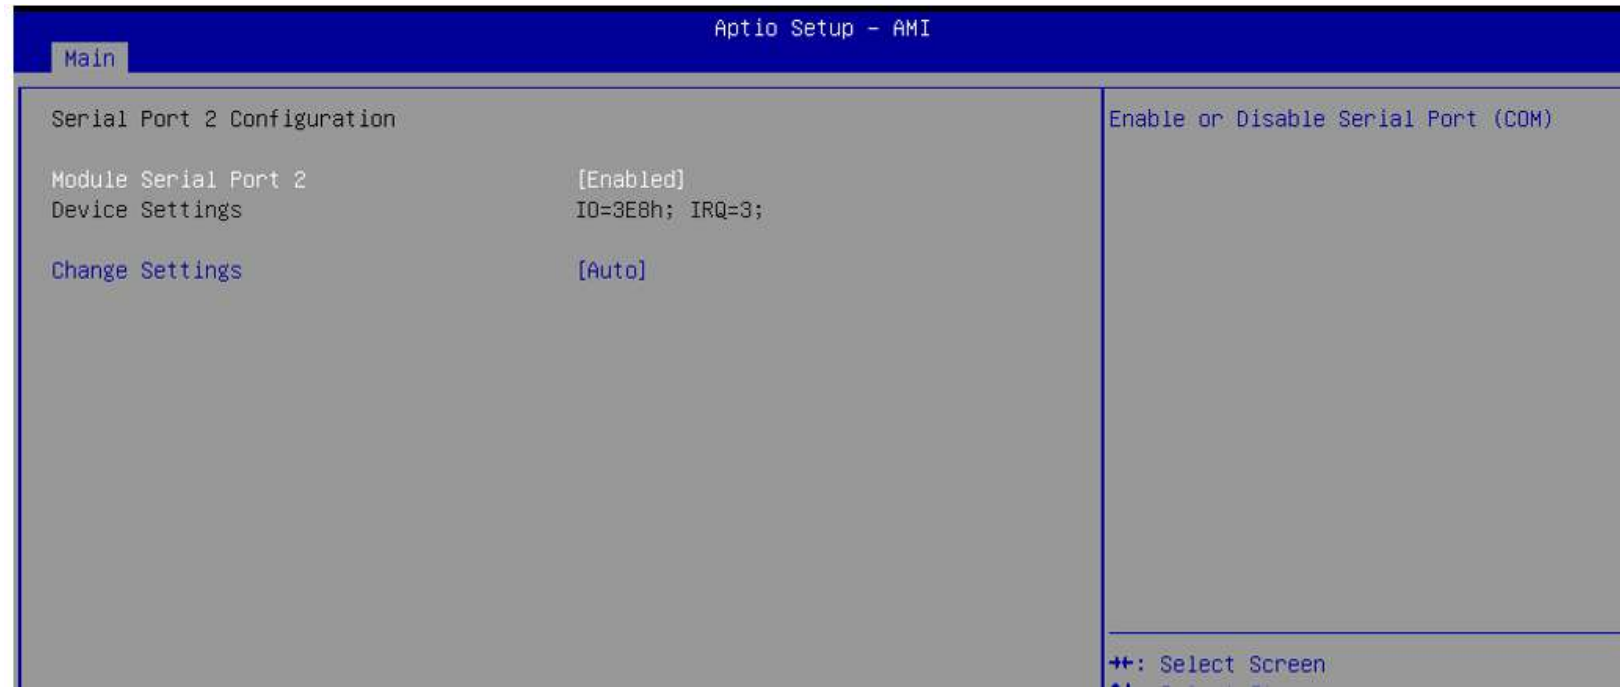 Aptio Setup – AMI
Main
Serial Port 2 Configuration
Enable or Disable Serial Port (COM)
Module Serial Port 2 [Enabled]
Device Settings IO=3E8h; IRQ=3;
Change Settings [Auto]
→←: Select Screen